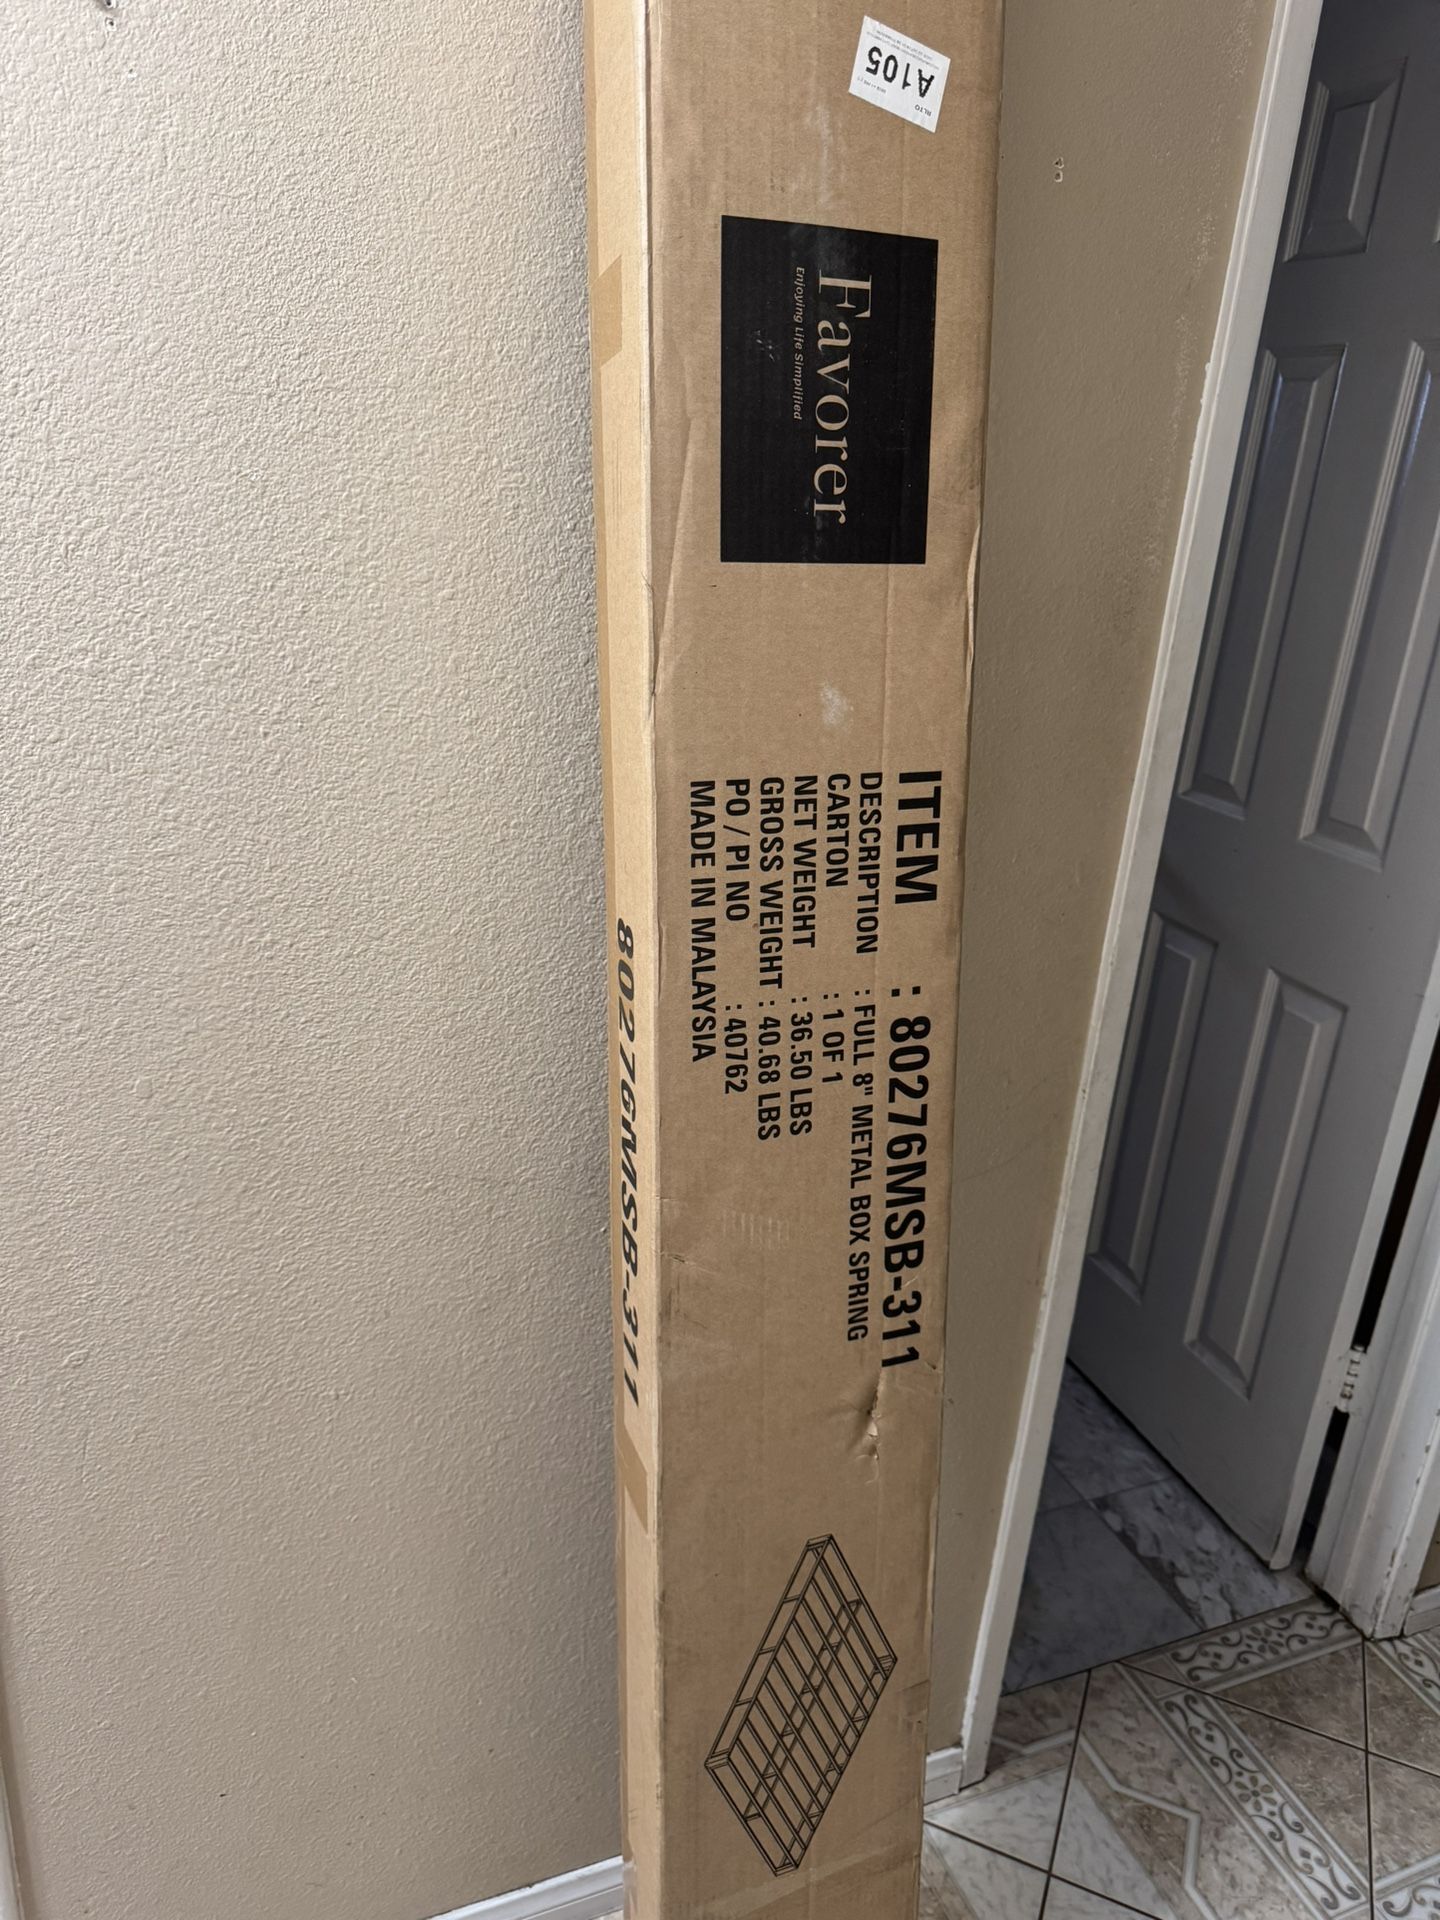 RLTO
A105
Favorer
Enjoying Life Simplified
ITEM : 80276MSB-311
DESCRIPTION : FULL 8" METAL BOX SPRING
CARTON : 1 OF 1
NET WEIGHT : 36.50 LBS
GROSS WEIGHT : 40.68 LBS
PO / PI NO : 40762
MADE IN MALAYSIA
80276MSB-311